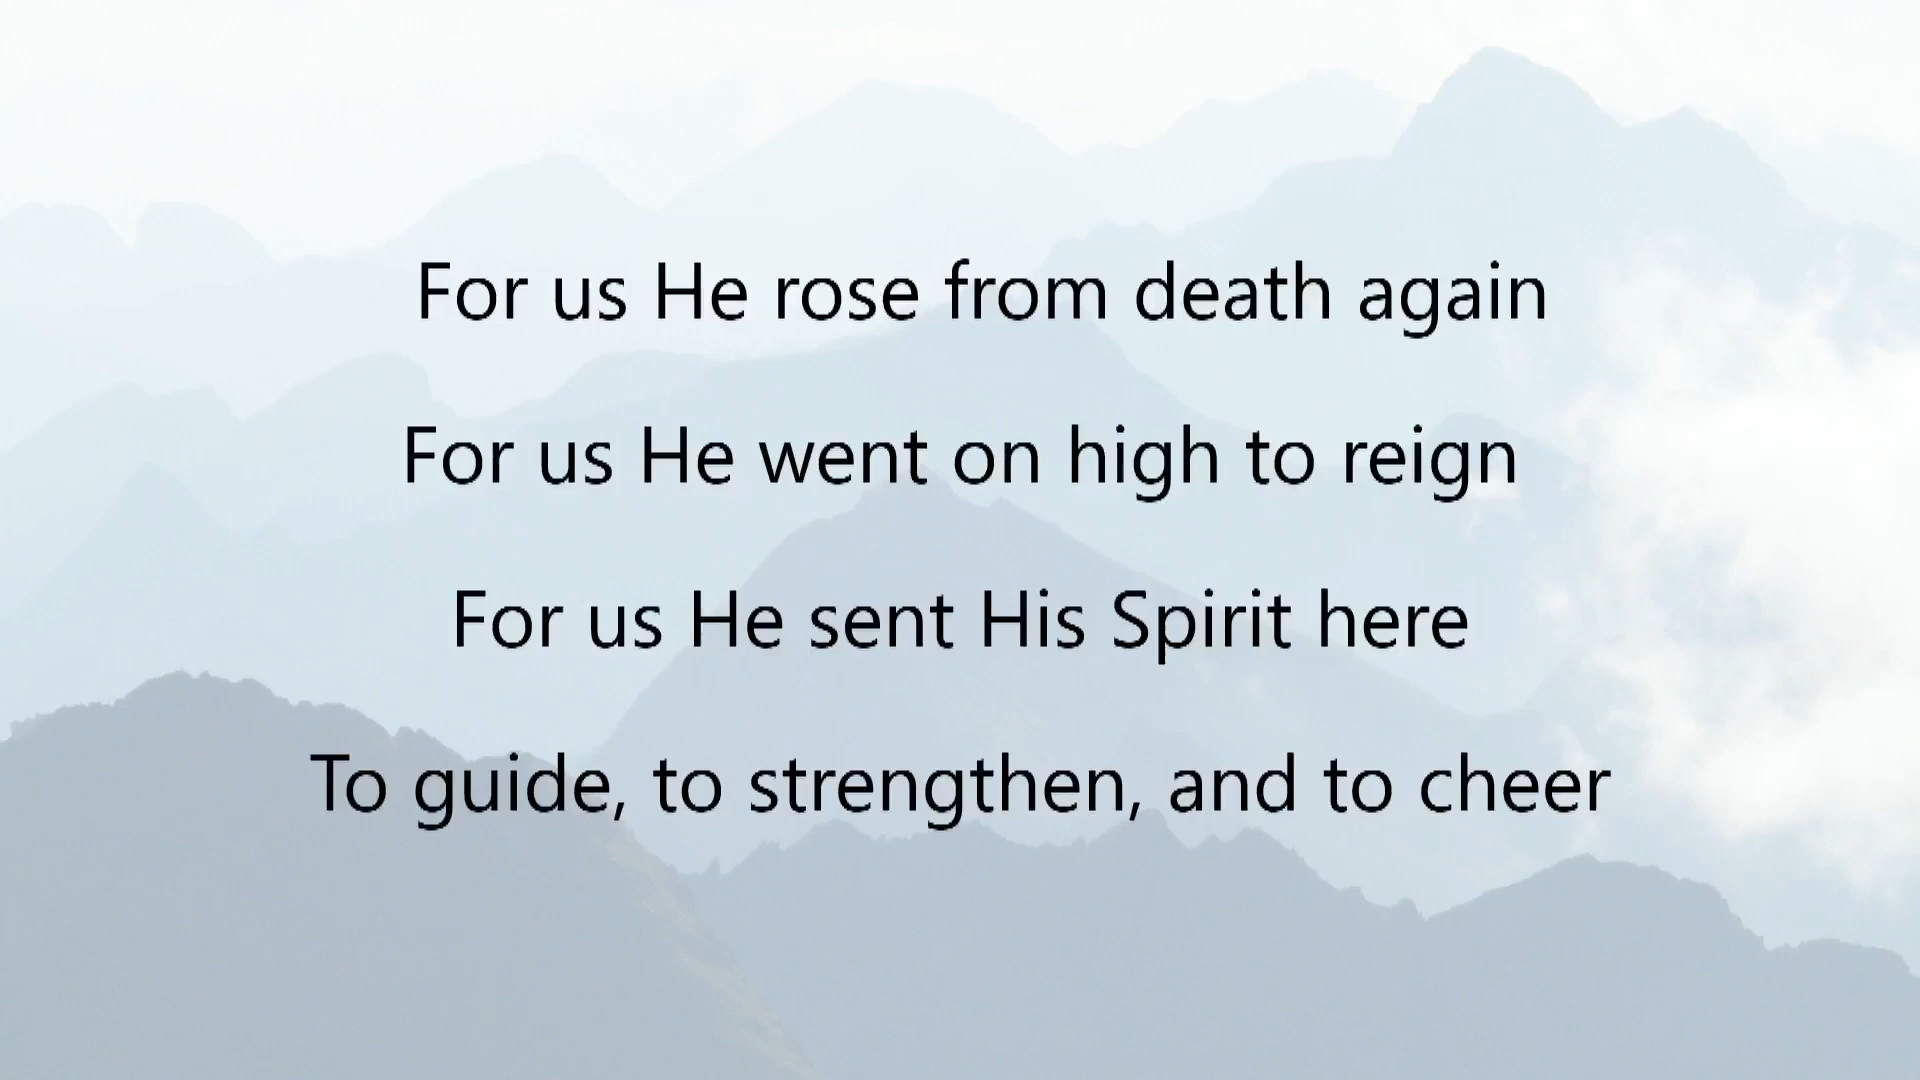 For us He rose from death again
For us He went on high to reign
For us He sent His Spirit here
To guide, to strengthen, and to cheer